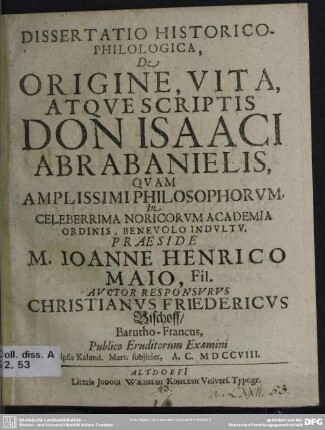 DISSERTATIO HISTORICO-
PHILOLOGICA,
De
ORIGINE, VITA,
ATQVE SCRIPTIS
DON ISAACI
ABRABANIELIS,
QVAM
AMPLISSIMI PHILOSOPHORVM,
In
CELEBERRIMA NORICORVM ACADEMIA
ORDINIS, BENEVOLO INDVLTV.
PRAESIDE
M. IOANNE HENRICO
MAIO, Fil.
AVCTOR RESPONSVRVS
CHRISTIANVS FRIEDERICVS
Bischoff/
Barutho-Francus,
Publico Eruditorum Examini
ipsis Kalend. Mart. subjiciet, A. C. MDCCVIII.
ALTDORFI
Literis JODOCI WILHELMI KOHLESII Univers. Typogr.
Coll. diss. A
2, 53
53.